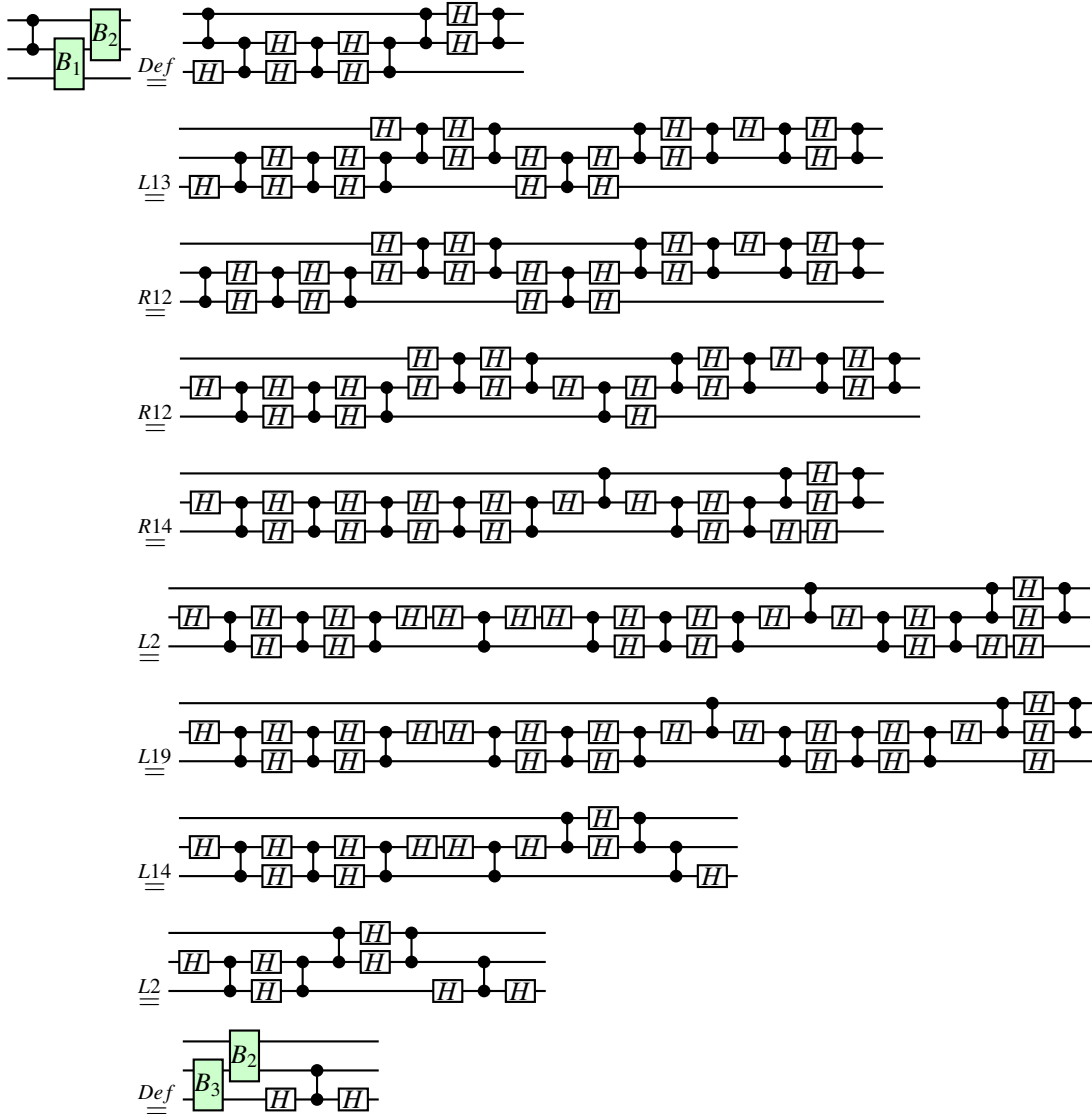 H
B2 H H H
B1 Def = H H H
H H H H H
H H H H H H H
L13 = H H H H H
H H H H H
H H H H H H H H
R12 = H H H H
H H H H H
H H H H H H H H H
R12 = H H H
H
H H H H H H H H H
R14 = H H H H H H H
H
H H H H H H H H H H H H H
L2 = H H H H H H H
H
H H H H H H H H H H H H H
L19 = H H H H H H H
H
H H H H H H H
L14 = H H H
H
H H H
L2 = H H H
B2
Def = B3 H H